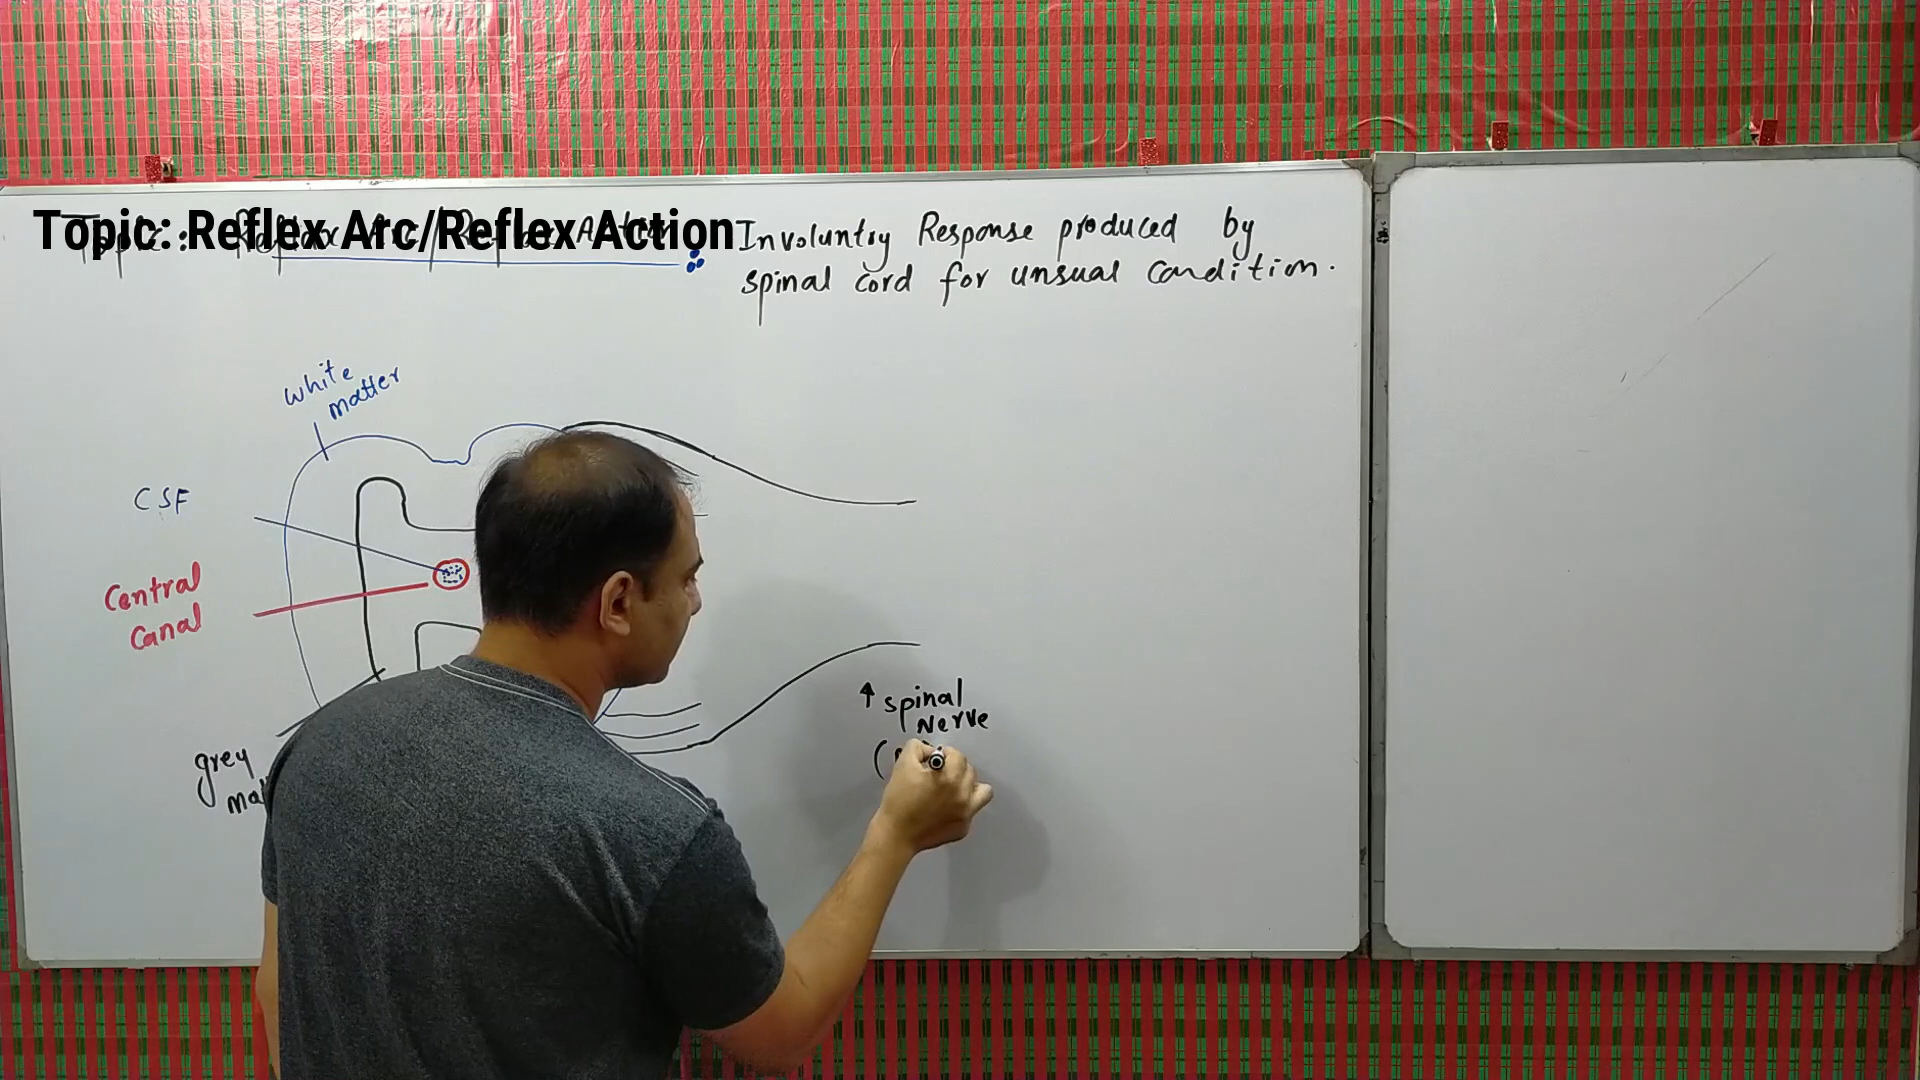 Topic: Reflex Arc/Reflex Action
Involuntry Response produced by
spinal cord for unsual condition.
white
matter
CSF
Central
Canal
grey
spinal
Nerve